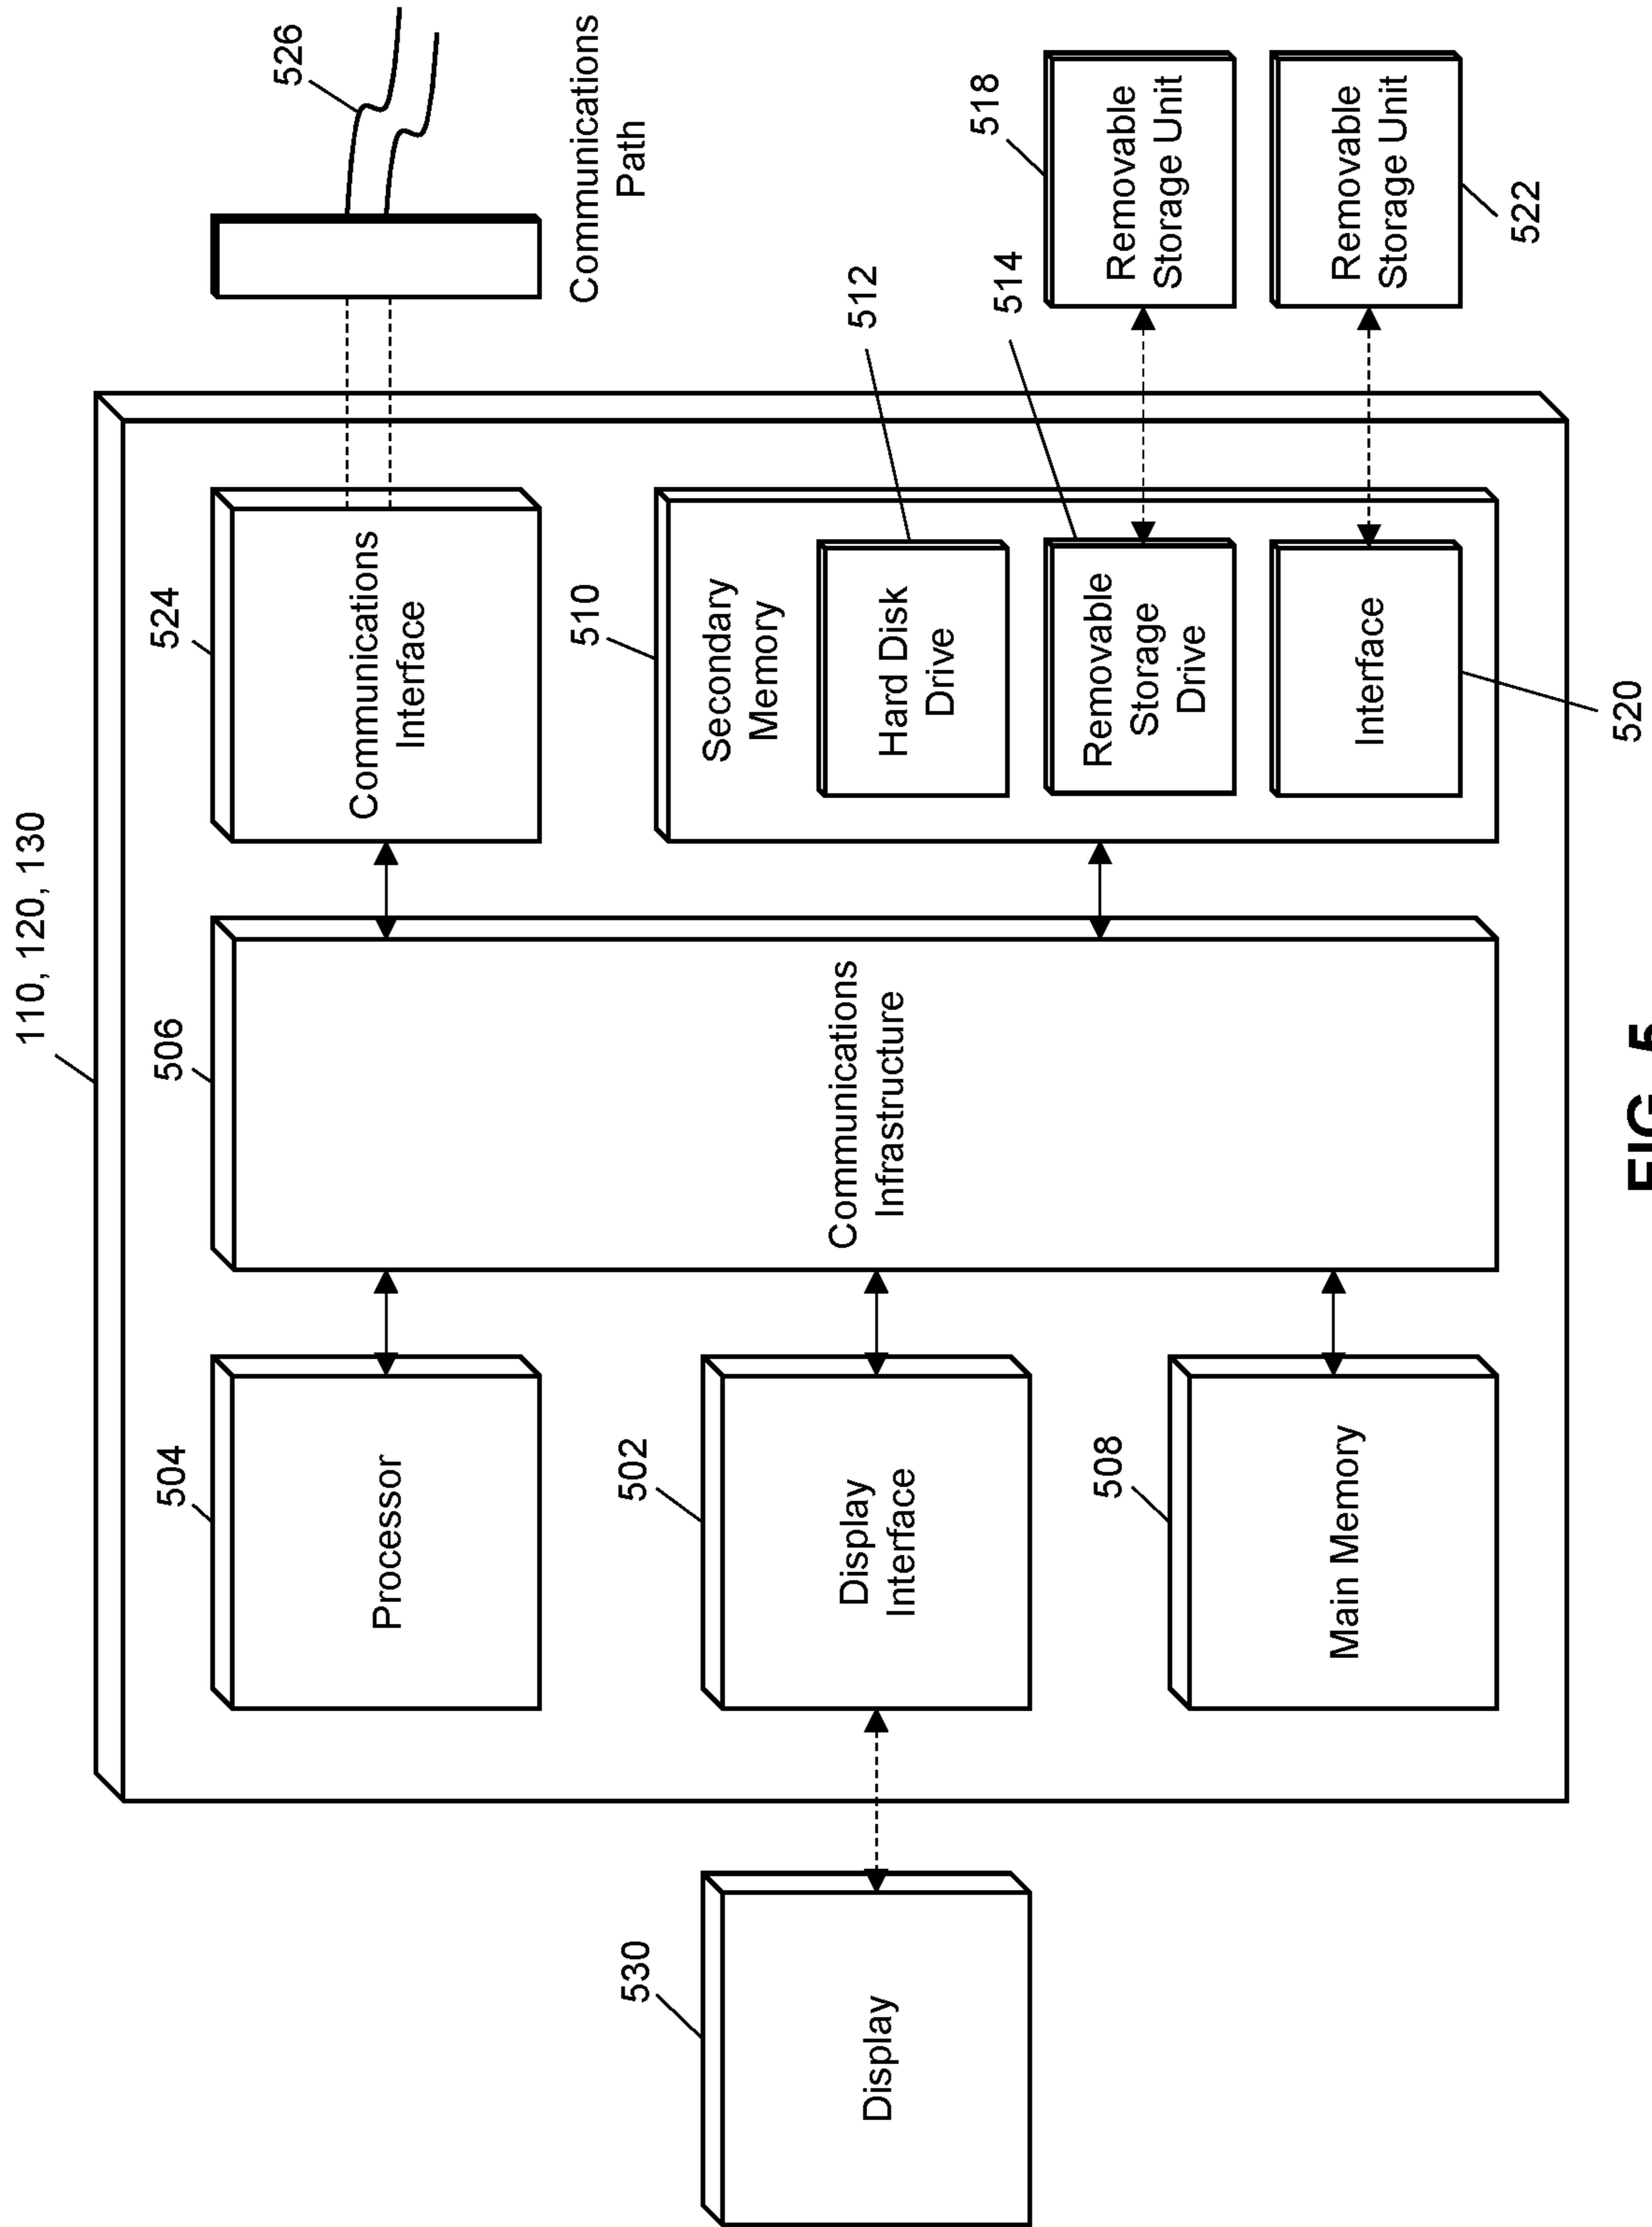 110, 120, 130
504
Processor
506
Communications
Infrastructure
524
Communications
Interface
526
Communications
Path
530
Display
502
Display
Interface
510
Secondary
Memory
512
Hard Disk
Drive
514
Removable
Storage
Drive
518
Removable
Storage Unit
508
Main Memory
Interface
520
Removable
Storage Unit
522
FIG. 5